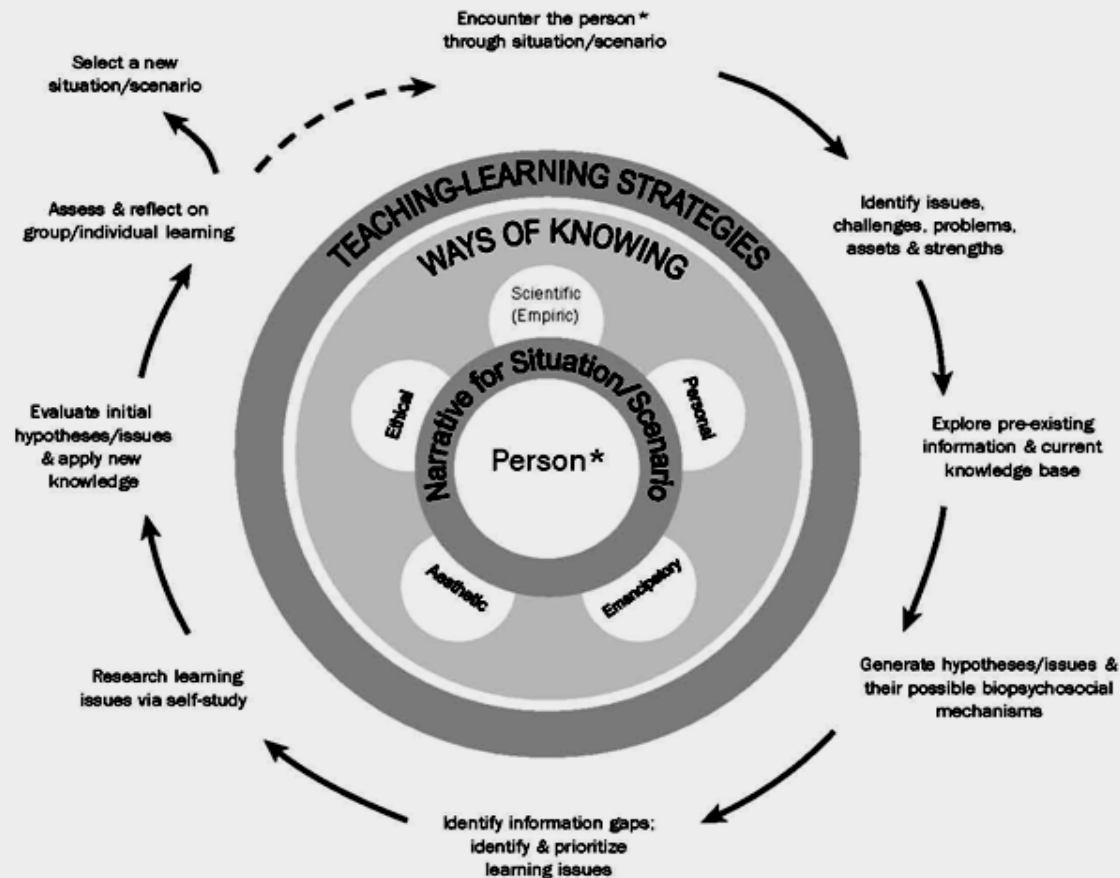 Encounter the person*
through situation/scenario
Select a new
situation/scenario
Assess & reflect on
group/individual learning
Identify issues,
challenges, problems,
assets & strengths
TEACHING-LEARNING STRATEGIES
WAYS OF KNOWING
Scientific
(Empiric)
Ethical
Personal
Narrative for Situation/Scenario
Person*
Aesthetic
Emancipatory
Evaluate initial
hypotheses/issues
& apply new
knowledge
Explore pre-existing
information & current
knowledge base
Research learning
issues via self-study
Generate hypotheses/issues &
their possible biopsychosocial
mechanisms
Identify information gaps;
identify & prioritize
learning issues